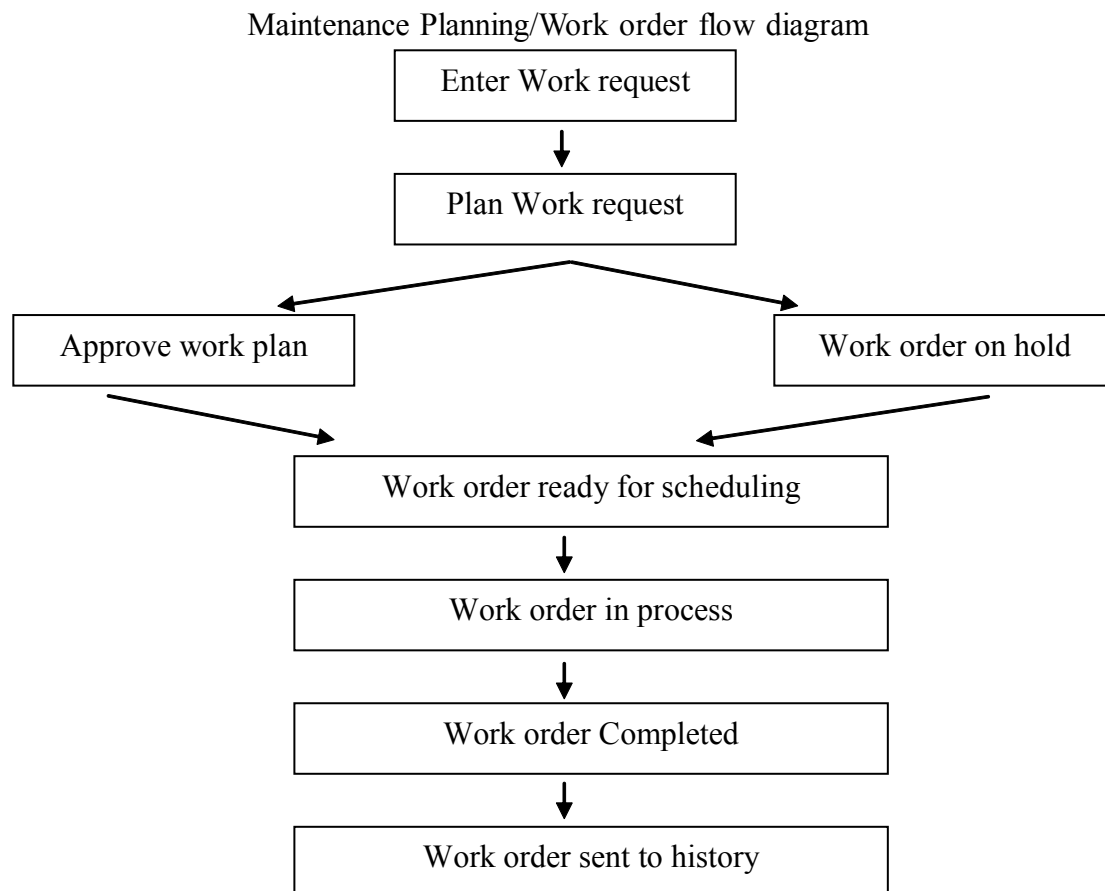 Maintenance Planning/Work order flow diagram
Enter Work request
Plan Work request
Approve work plan
Work order on hold
Work order ready for scheduling
Work order in process
Work order Completed
Work order sent to history